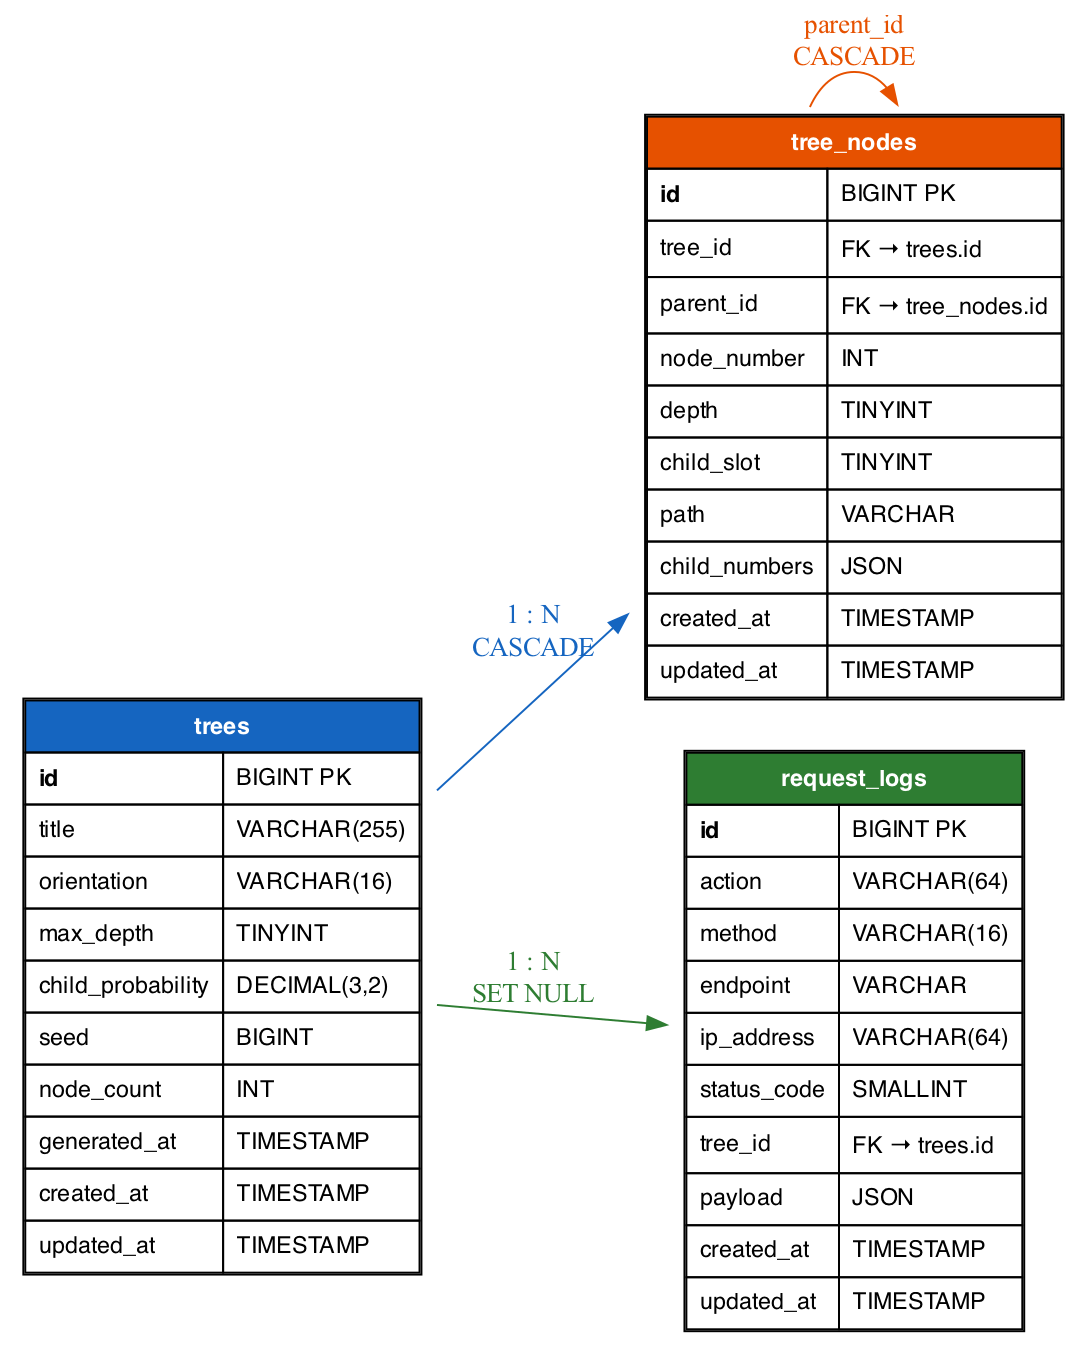 parent_id
CASCADE
tree_nodes
id BIGINT PK
tree_id FK → trees.id
parent_id FK → tree_nodes.id
node_number INT
depth TINYINT
child_slot TINYINT
path VARCHAR
child_numbers JSON
created_at TIMESTAMP
updated_at TIMESTAMP
1 : N
CASCADE
trees
id BIGINT PK
title VARCHAR(255)
orientation VARCHAR(16)
max_depth TINYINT
child_probability DECIMAL(3,2)
seed BIGINT
node_count INT
generated_at TIMESTAMP
created_at TIMESTAMP
updated_at TIMESTAMP
1 : N
SET NULL
request_logs
id BIGINT PK
action VARCHAR(64)
method VARCHAR(16)
endpoint VARCHAR
ip_address VARCHAR(64)
status_code SMALLINT
tree_id FK → trees.id
payload JSON
created_at TIMESTAMP
updated_at TIMESTAMP